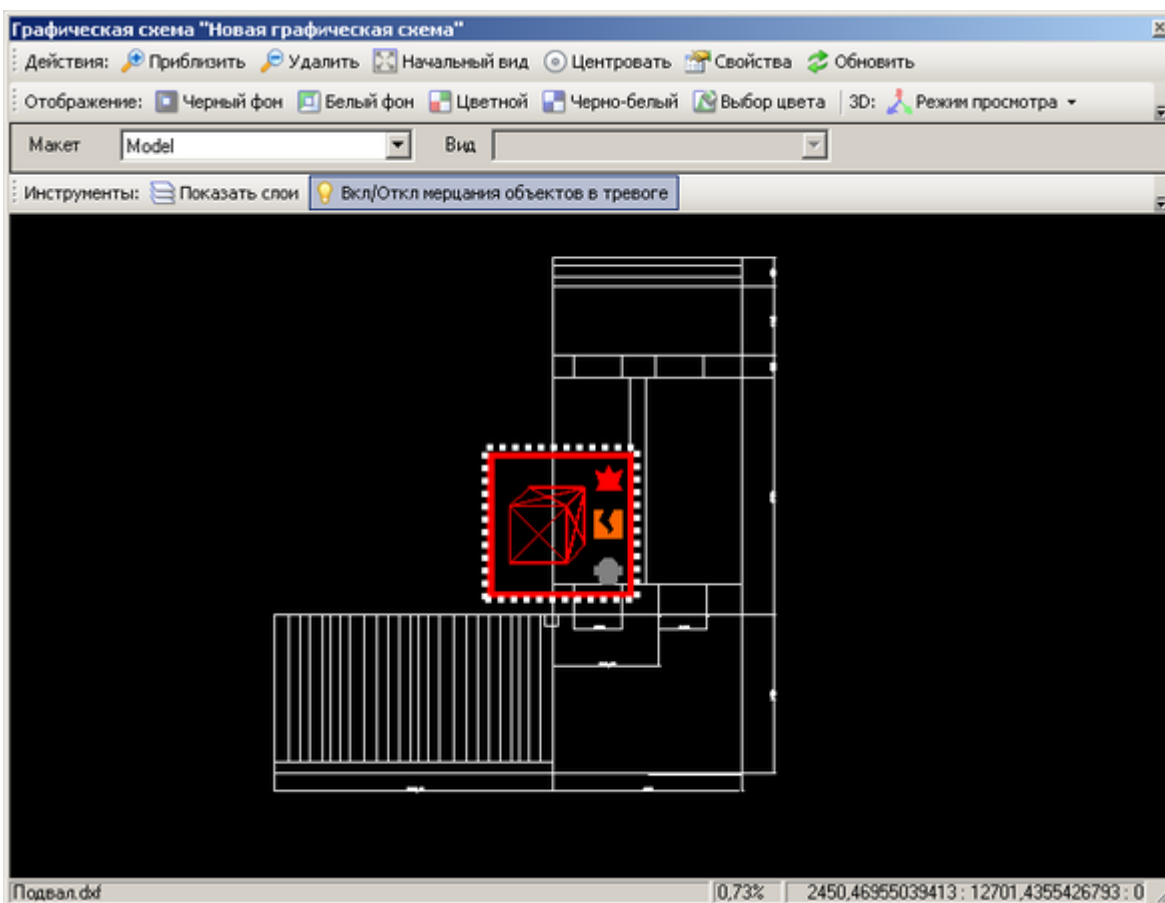 Графическая схема "Новая графическая схема"
Действия: Приблизить Удалить Начальный вид Центровать Свойства Обновить
Отображение: Черный фон Белый фон Цветной Черно-белый Выбор цвета 3D: Режим просмотра
Макет Model Вид
Инструменты: Показать слои Вкл/Откл мерцания объектов в тревоге
Подвал.dxf 0,73% 2450,46955039413 : 12701,4355426793 : 0